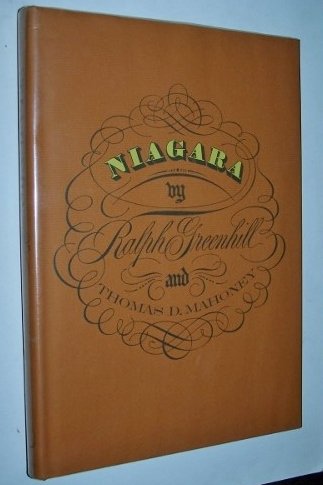 NIAGARA
by
Ralph Greenhill
and
THOMAS D. MAHONEY